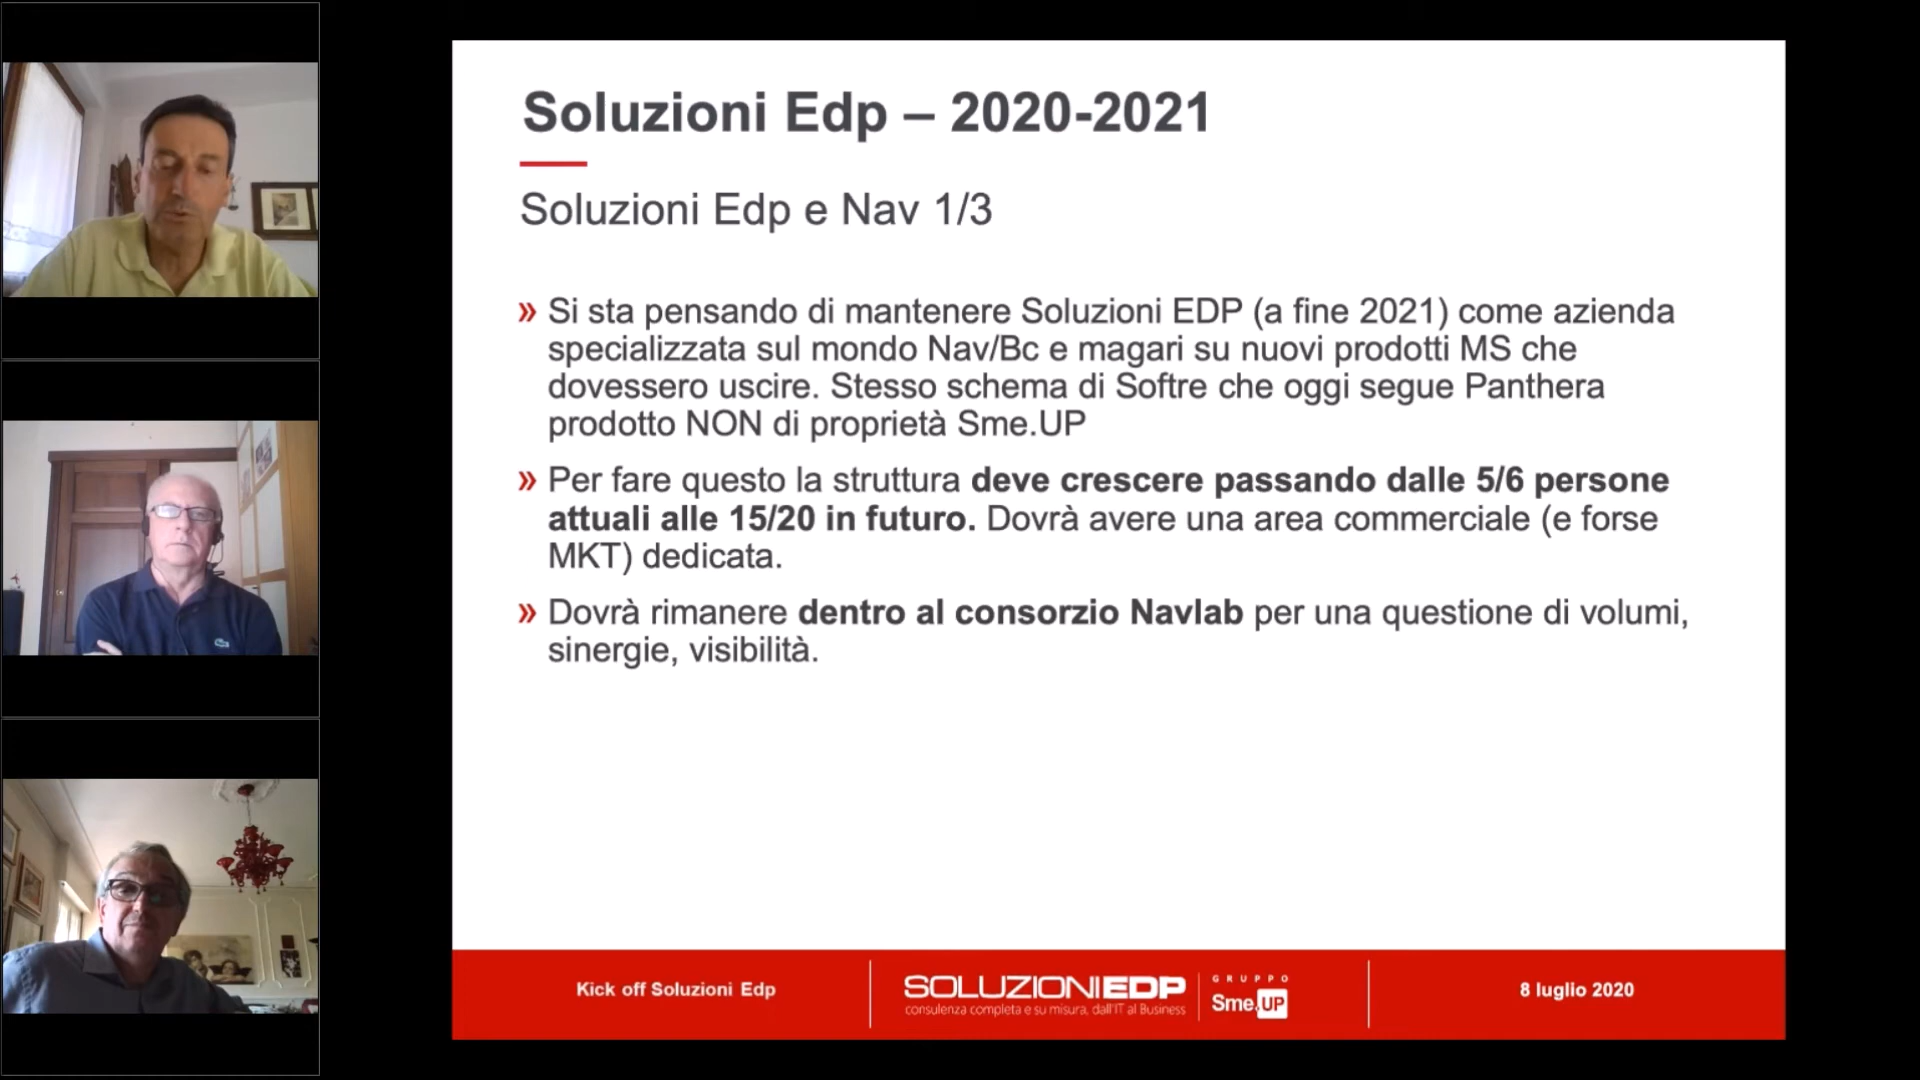 Soluzioni Edp – 2020-2021
Soluzioni Edp e Nav 1/3
» Si sta pensando di mantenere Soluzioni EDP (a fine 2021) come azienda
specializzata sul mondo Nav/Bc e magari su nuovi prodotti MS che
dovessero uscire. Stesso schema di Softre che oggi segue Panthera
prodotto NON di proprietà Sme.UP
» Per fare questo la struttura deve crescere passando dalle 5/6 persone
attuali alle 15/20 in futuro. Dovrà avere una area commerciale (e forse
MKT) dedicata.
» Dovrà rimanere dentro al consorzio Navlab per una questione di volumi,
sinergie, visibilità.
Kick off Soluzioni Edp
SOLUZIONIEDP
consulenza completa e su misura, dall'IT al Business
GRUPPO
Sme.UP
8 luglio 2020